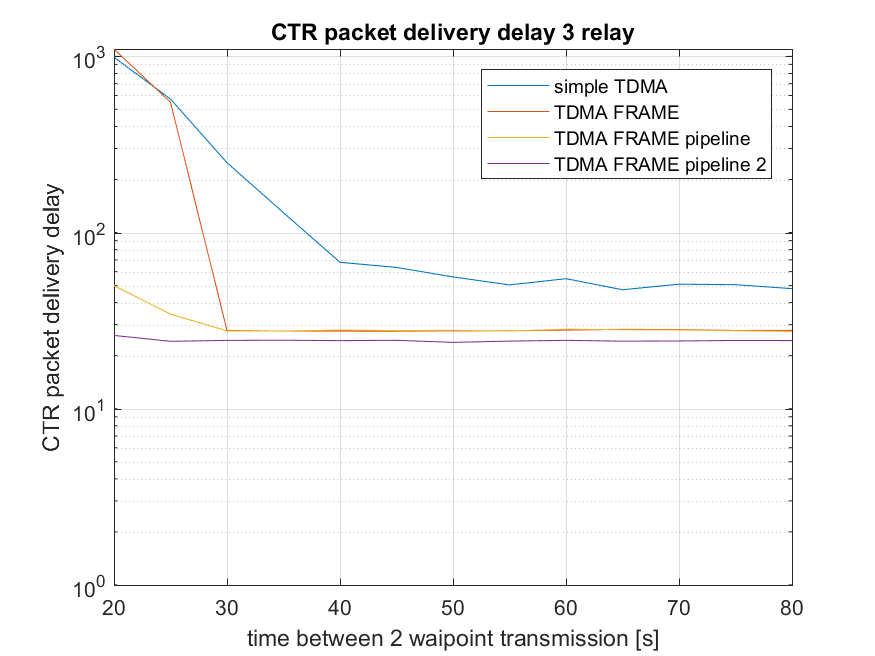 CTR packet delivery delay 3 relay
simple TDMA
TDMA FRAME
TDMA FRAME pipeline
TDMA FRAME pipeline 2
CTR packet delivery delay
10^3
10^2
10^1
10^0
20 30 40 50 60 70 80
time between 2 waipoint transmission [s]